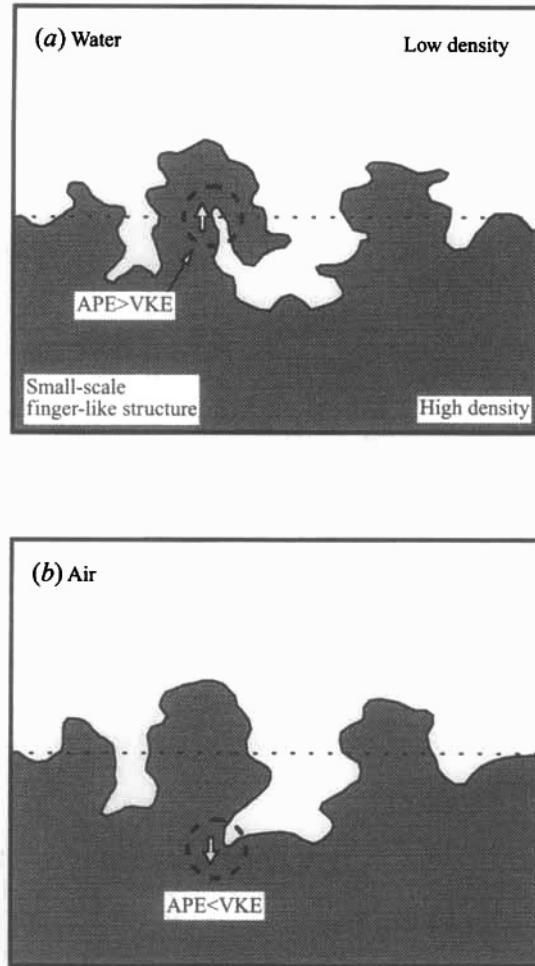 (a) Water
Low density
APE>VKE
Small-scale
finger-like structure
High density
(b) Air
APE<VKE